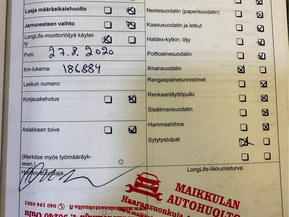 Laaja määräaikaishuolto
Jarrunesteen vaihto
LongLife-moottoriöljyä käytet-
ty
Pvm. 27.8.2020
Km-lukema: 186884
Laskun numero:
Korjauskehotus
Asiakkaan toive
(Merkitse myös työmääräyk-
seen.)
Nestesuodatin (paperisuodatin)
Kaasusuodatin ja letkut
Haldex-kytkin: öljy
Polttoainesuodatin
Ilmansuodatin
Rengaspainetunnistimet
Renkaantäyttöpullo
Sisäilmansuodatin
Hammashihna
Sytytystulpat
LongLife-liikkumisturva:
MAIKKULAN
AUTOHUOLTO